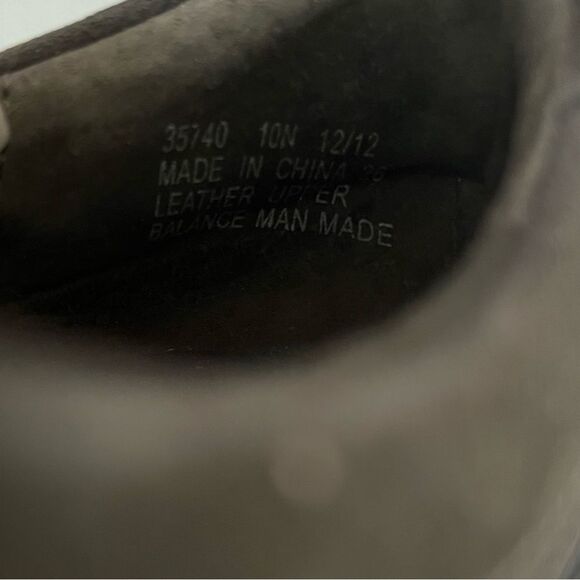 35740 10N 12/12
MADE IN CHINA
LEATHER UPPER
BALANCE MAN MADE